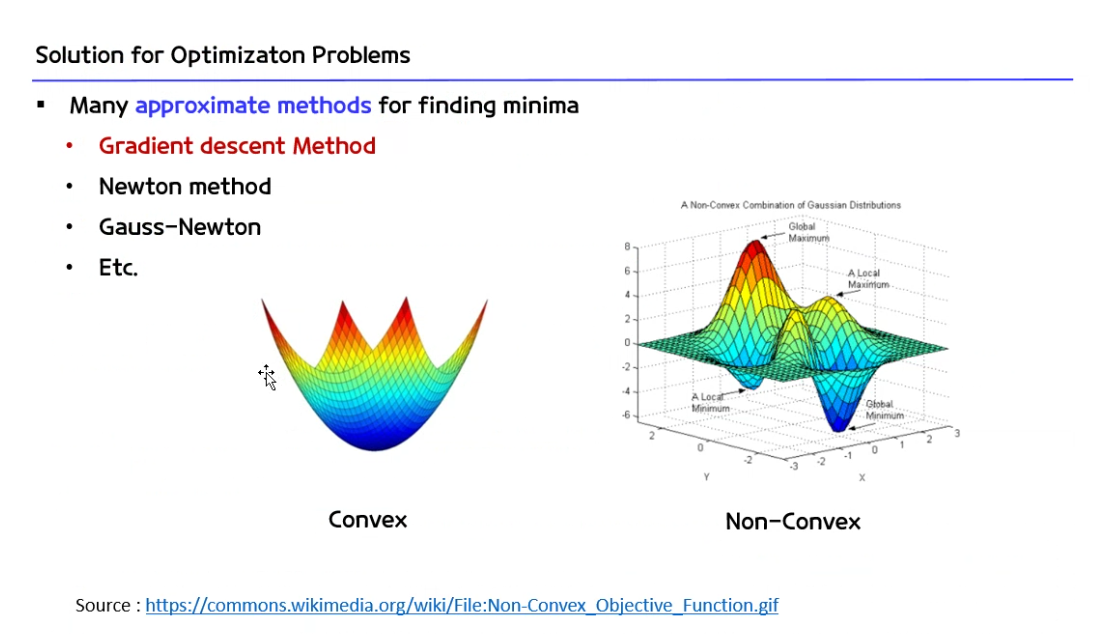 Solution for Optimizaton Problems
▪ Many approximate methods for finding minima
• Gradient descent Method
• Newton method
• Gauss-Newton
• Etc.
A Non-Convex Combination of Gaussian Distributions
Global
Maximum
A Local
Maximum
8
6
4
2
0
-2
-4
-6
A Local
Minimum
Global
Minimum
2
0
-2
Y
-3
-2
-1
0
1
2
3
X
Convex
Non-Convex
Source : https://commons.wikimedia.org/wiki/File:Non-Convex_Objective_Function.gif